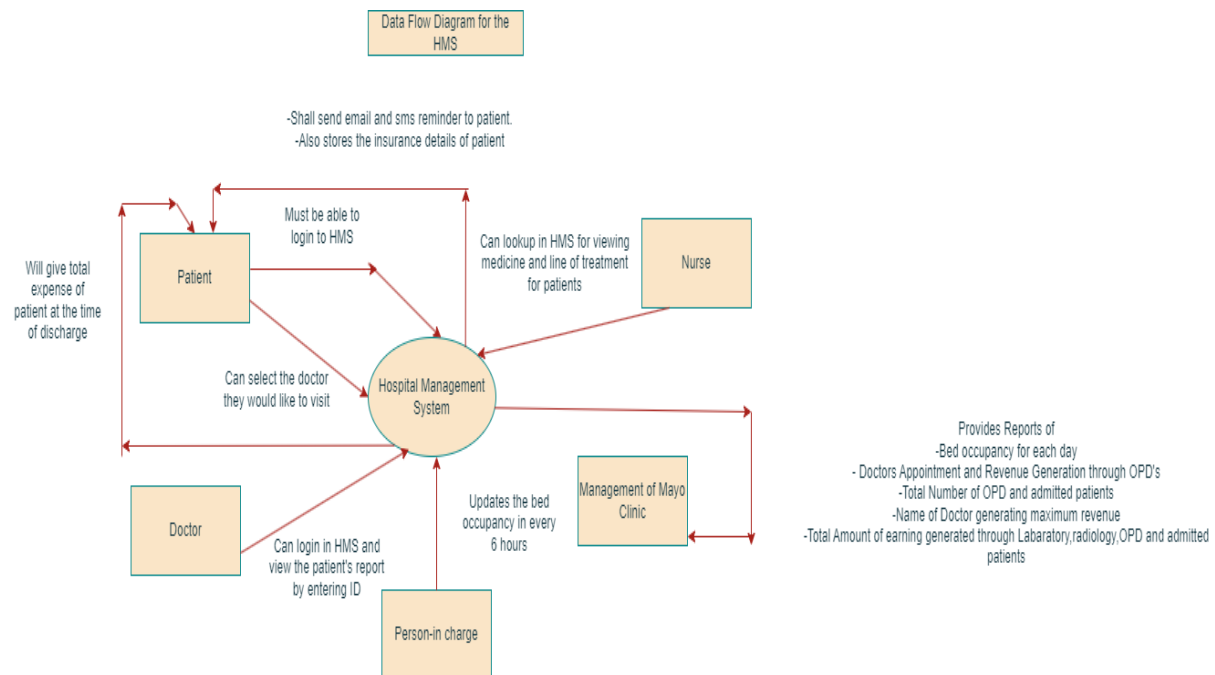 Data Flow Diagram for the
HMS
-Shall send email and sms reminder to patient.
-Also stores the insurance details of patient
Must be able to
login to HMS
Can lookup in HMS for viewing
medicine and line of treatment
for patients
Nurse
Patient
Will give total
expense of
patient at the time
of discharge
Can select the doctor
they would like to visit
Hospital Management
System
Provides Reports of
-Bed occupancy for each day
- Doctors Appointment and Revenue Generation through OPD's
-Total Number of OPD and admitted patients
-Name of Doctor generating maximum revenue
-Total Amount of earning generated through Labaratory,radiology,OPD and admitted
patients
Management of Mayo
Clinic
Updates the bed
occupancy in every
6 hours
Doctor
Can login in HMS and
view the patient's report
by entering ID
Person-in charge